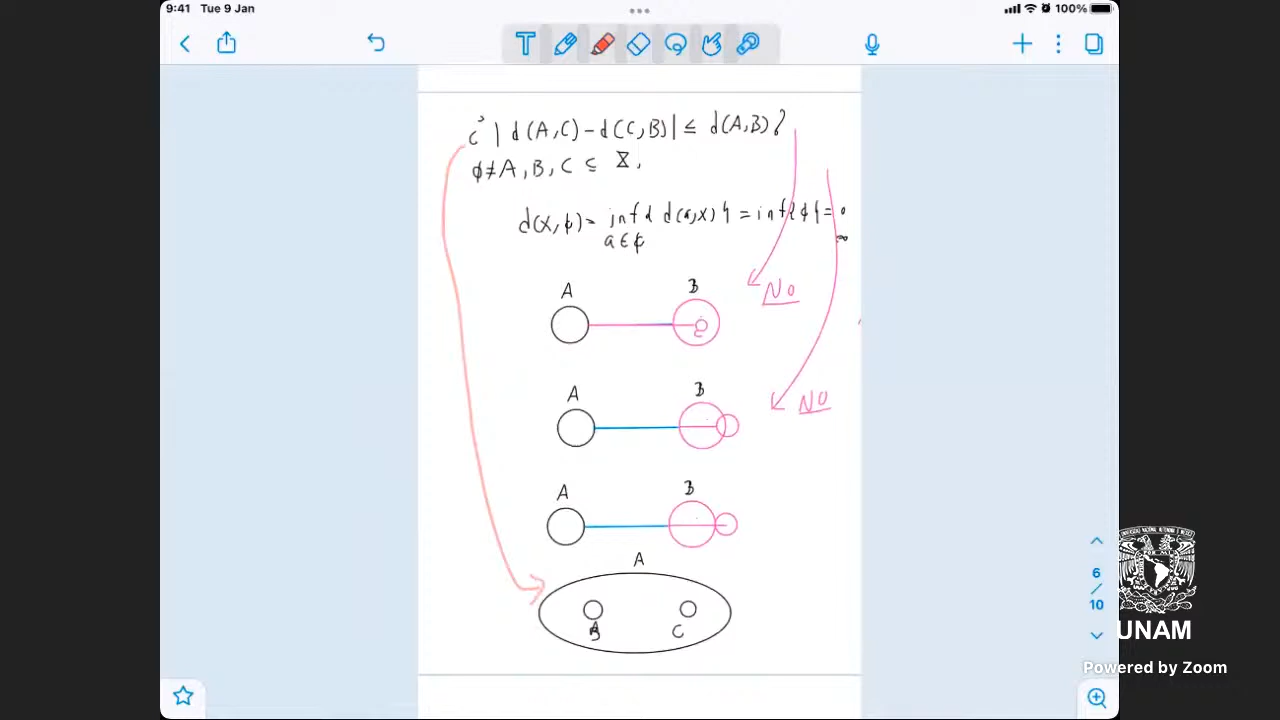 9:41 Tue 9 Jan
100%
¿ | d(A,C) - d(C,B)| ≤ d(A,B)?
∅≠A, B, C ⊆ X,
d(x,∅)= inf{ d(a,x) } = inf{∅}=
a∈∅
∞
A B
NO
C
A B
NO
A B
A
B C
6
/
10
UNAM
Powered by Zoom